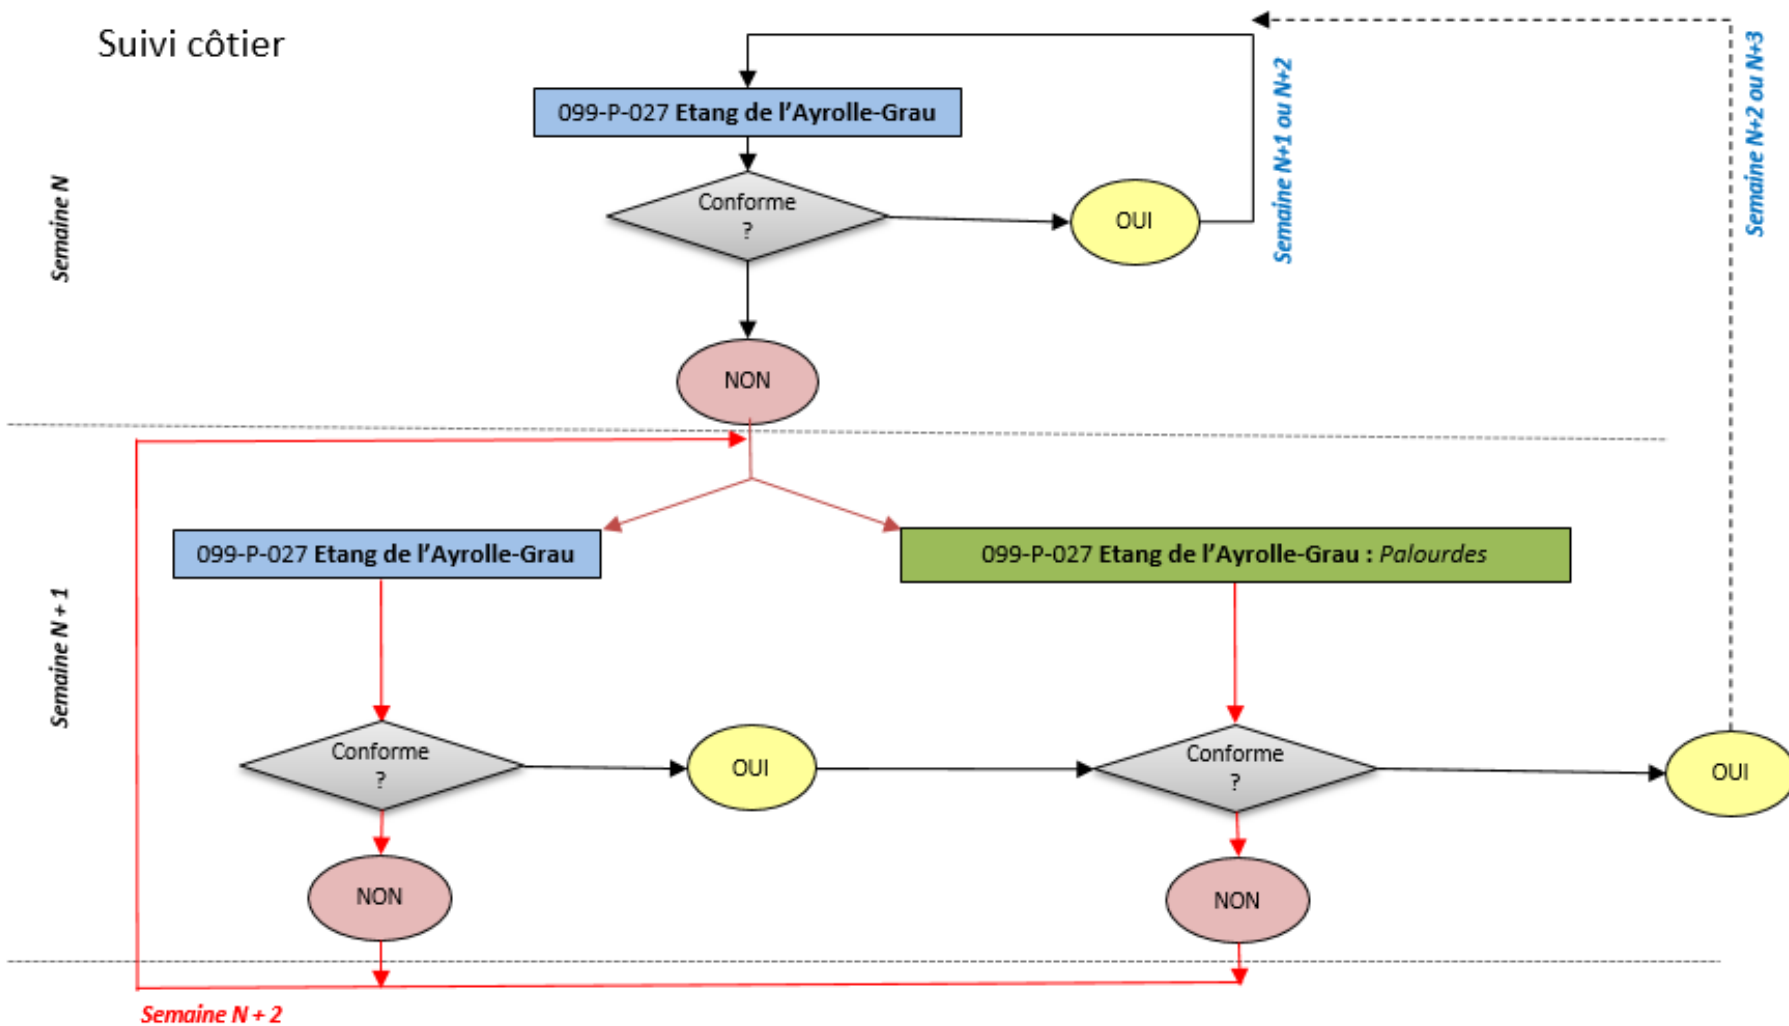 Suivi côtier
Semaine N+1 ou N+2
Semaine N+2 ou N+3
099-P-027 Etang de l'Ayrolle-Grau
Semaine N
Conforme
?
OUI
NON
099-P-027 Etang de l'Ayrolle-Grau
099-P-027 Etang de l'Ayrolle-Grau : Palourdes
Semaine N + 1
Conforme
?
OUI
Conforme
?
OUI
NON
NON
Semaine N + 2